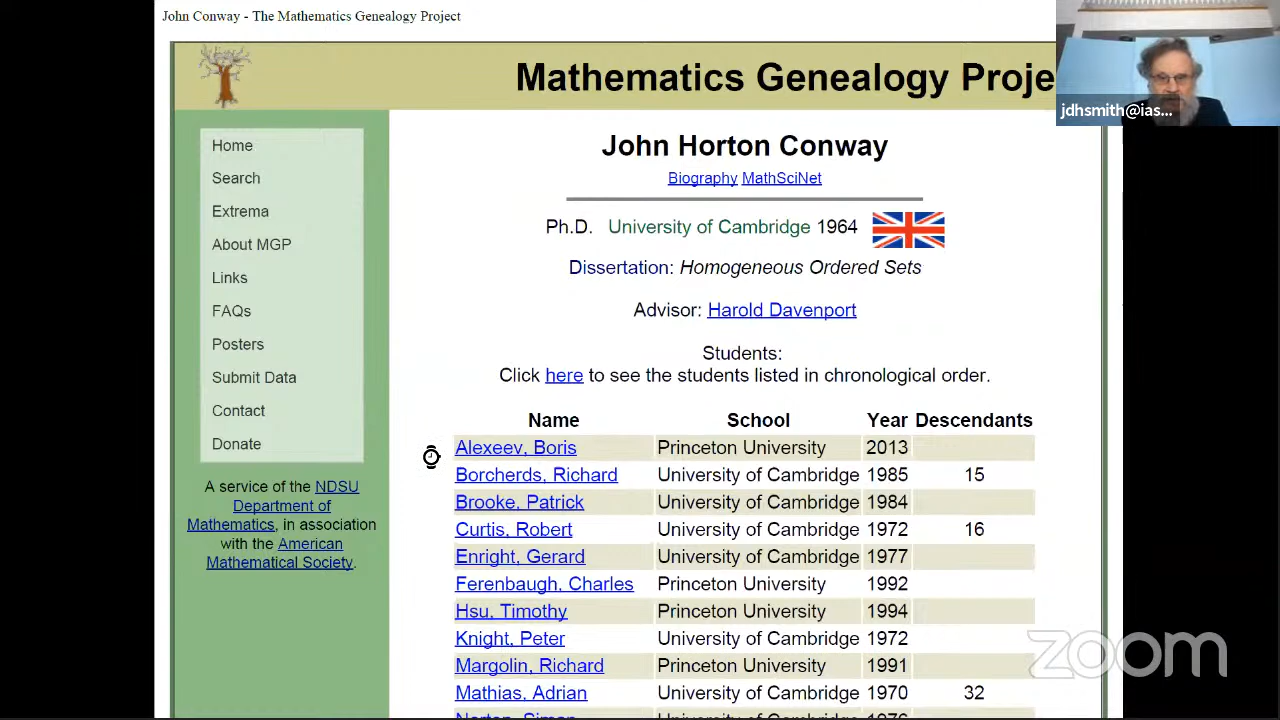 John Conway - The Mathematics Genealogy Project
Mathematics Genealogy Proje
jdhsmith@ias...
Home
Search
Extrema
About MGP
Links
FAQs
Posters
Submit Data
Contact
Donate
A service of the NDSU
Department of
Mathematics, in association
with the American
Mathematical Society.
John Horton Conway
Biography MathSciNet
Ph.D. University of Cambridge 1964
Dissertation: Homogeneous Ordered Sets
Advisor: Harold Davenport
Students:
Click here to see the students listed in chronological order.
Name School Year Descendants
Alexeev, Boris Princeton University 2013
Borcherds, Richard University of Cambridge 1985 15
Brooke, Patrick University of Cambridge 1984
Curtis, Robert University of Cambridge 1972 16
Enright, Gerard University of Cambridge 1977
Ferenbaugh, Charles Princeton University 1992
Hsu, Timothy Princeton University 1994
Knight, Peter University of Cambridge 1972
Margolin, Richard Princeton University 1991
Mathias, Adrian University of Cambridge 1970 32
zoom